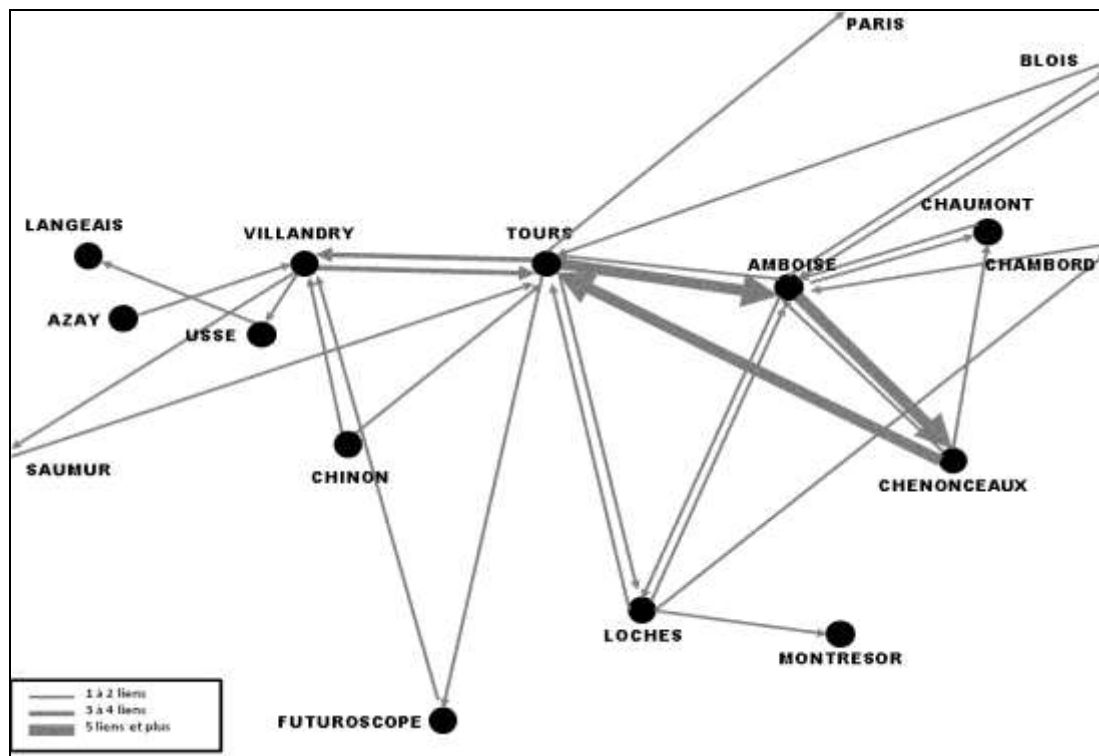 PARIS
BLOIS
CHAUMONT
LANGEAIS
VILLANDRY
TOURS
AMBOISE
CHAMBORD
AZAY
USSE
SAUMUR
CHINON
CHENONCEAUX
LOCHES
MONTRESOR
FUTUROSCOPE
1 à 2 liens
3 à 4 liens
5 liens et plus